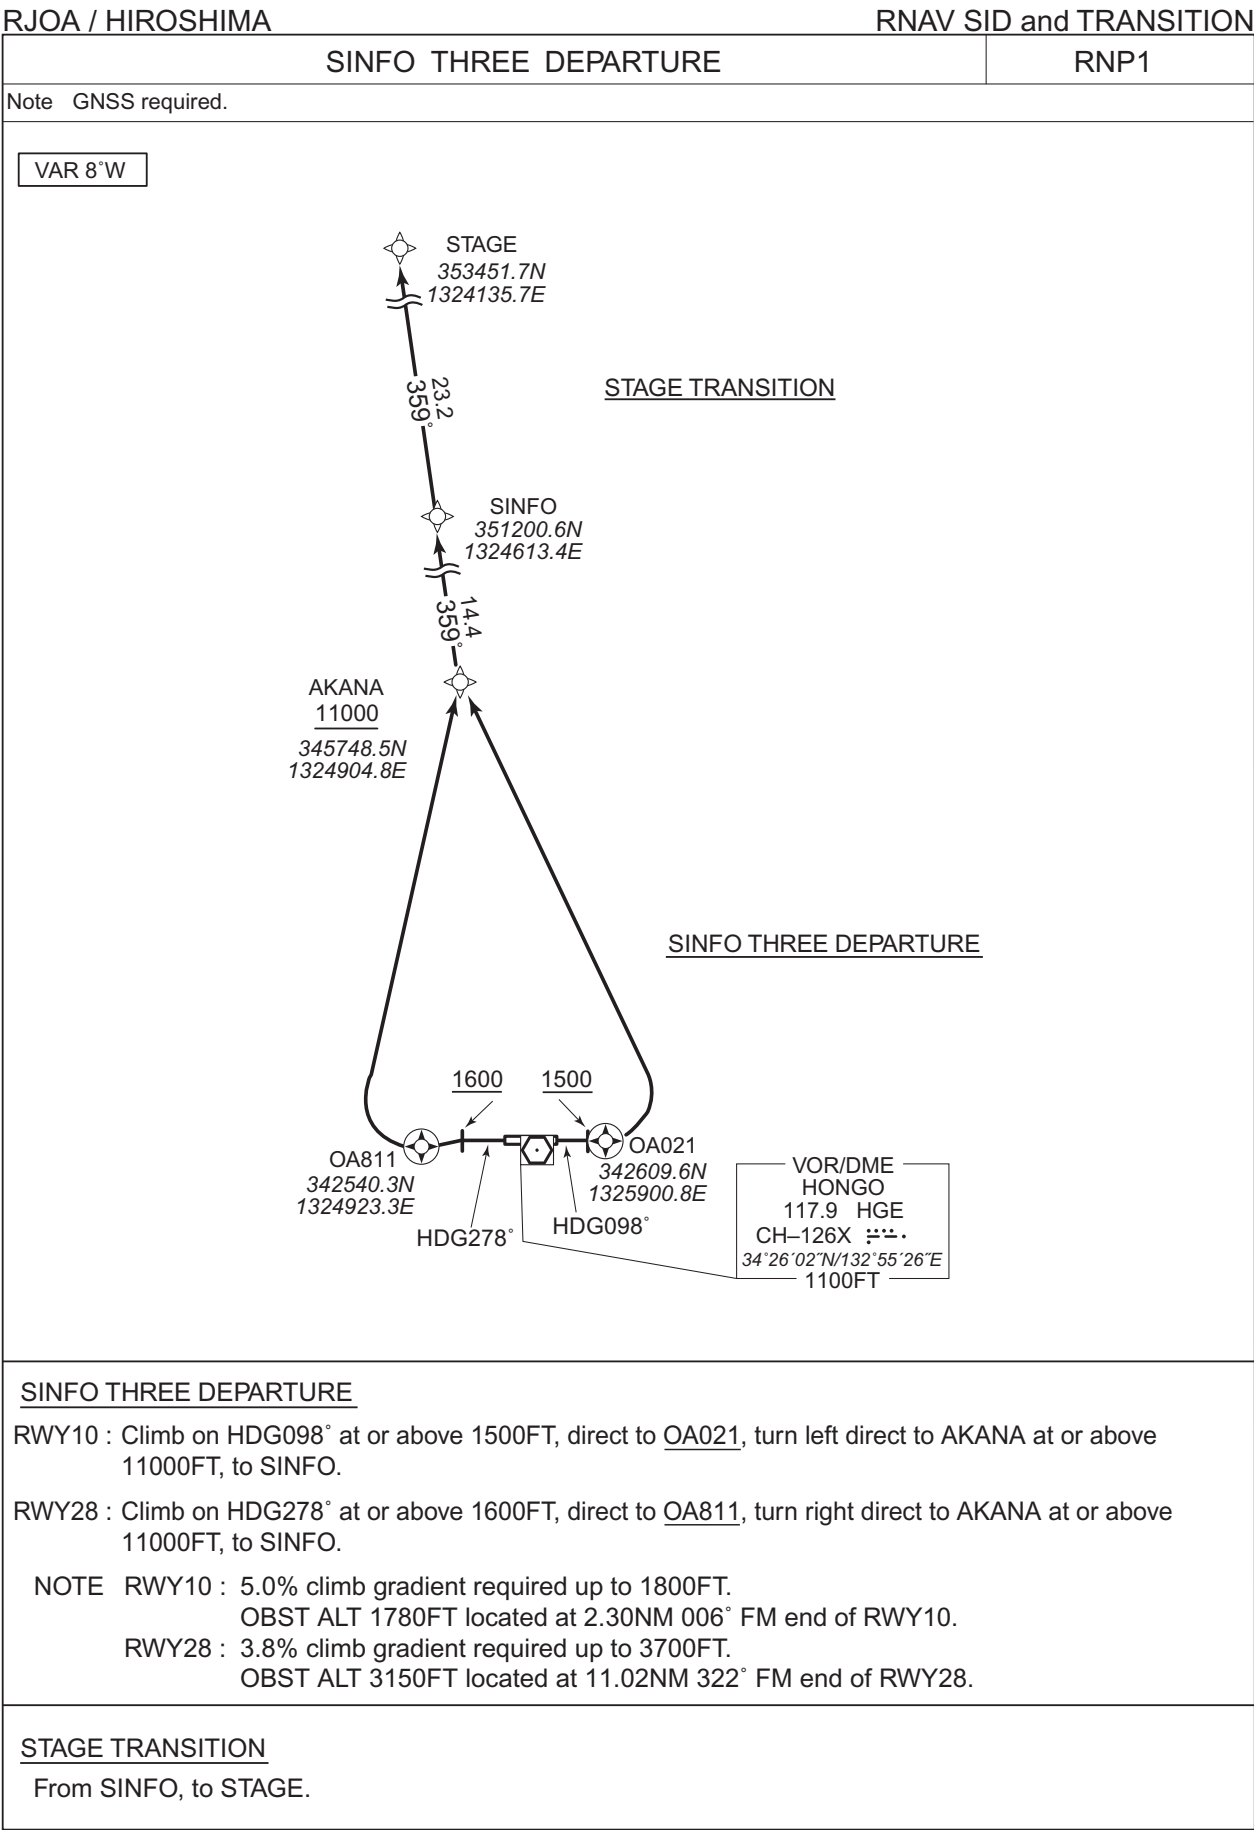 RJOA / HIROSHIMA
RNAV SID and TRANSITION
SINFO THREE DEPARTURE
RNP1
Note GNSS required.
VAR 8°W
STAGE
353451.7N
1324135.7E
23.2
359°
STAGE TRANSITION
SINFO
351200.6N
1324613.4E
14.4
359°
AKANA
11000
345748.5N
1324904.8E
SINFO THREE DEPARTURE
1600
1500
OA811
342540.3N
1324923.3E
OA021
342609.6N
1325900.8E
HDG278°
HDG098°
VOR/DME
HONGO
117.9 HGE
CH–126X
34°26′02″N/132°55′26″E
1100FT
SINFO THREE DEPARTURE
RWY10 : Climb on HDG098° at or above 1500FT, direct to OA021, turn left direct to AKANA at or above
11000FT, to SINFO.
RWY28 : Climb on HDG278° at or above 1600FT, direct to OA811, turn right direct to AKANA at or above
11000FT, to SINFO.
NOTE RWY10 : 5.0% climb gradient required up to 1800FT.
OBST ALT 1780FT located at 2.30NM 006° FM end of RWY10.
RWY28 : 3.8% climb gradient required up to 3700FT.
OBST ALT 3150FT located at 11.02NM 322° FM end of RWY28.
STAGE TRANSITION
From SINFO, to STAGE.